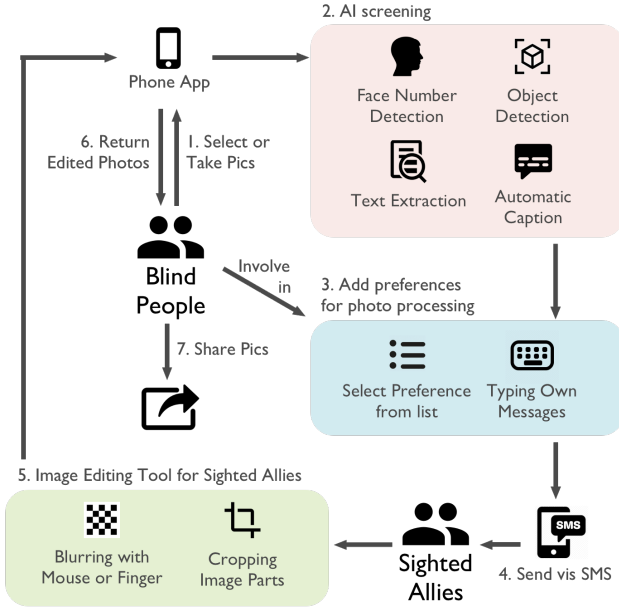 2. AI screening
Phone App
Face Number
Detection
Object
Detection
Text Extraction
Automatic
Caption
6. Return
Edited Photos
1. Select or
Take Pics
Blind
People
Involve
in
3. Add preferences
for photo processing
Select Preference
from list
Typing Own
Messages
7. Share Pics
5. Image Editing Tool for Sighted Allies
Blurring with
Mouse or Finger
Cropping
Image Parts
Sighted
Allies
SMS
4. Send vis SMS